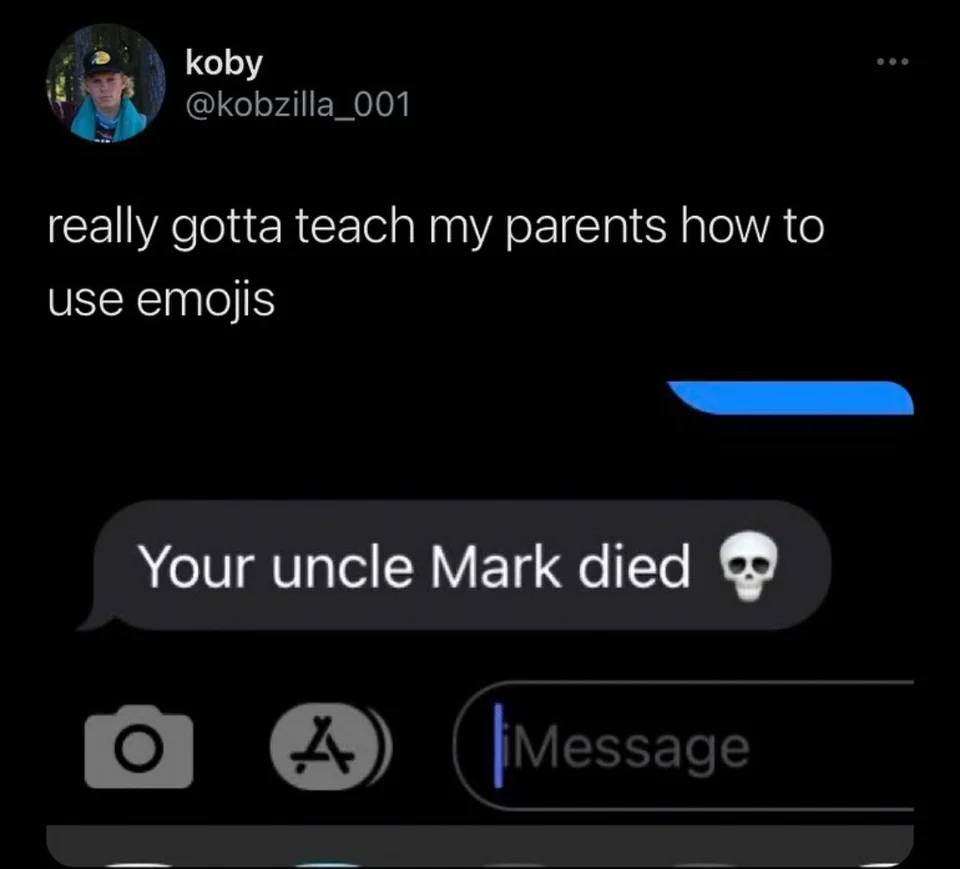 koby
@kobzilla_001
really gotta teach my parents how to
use emojis
Your uncle Mark died 💀
iMessage